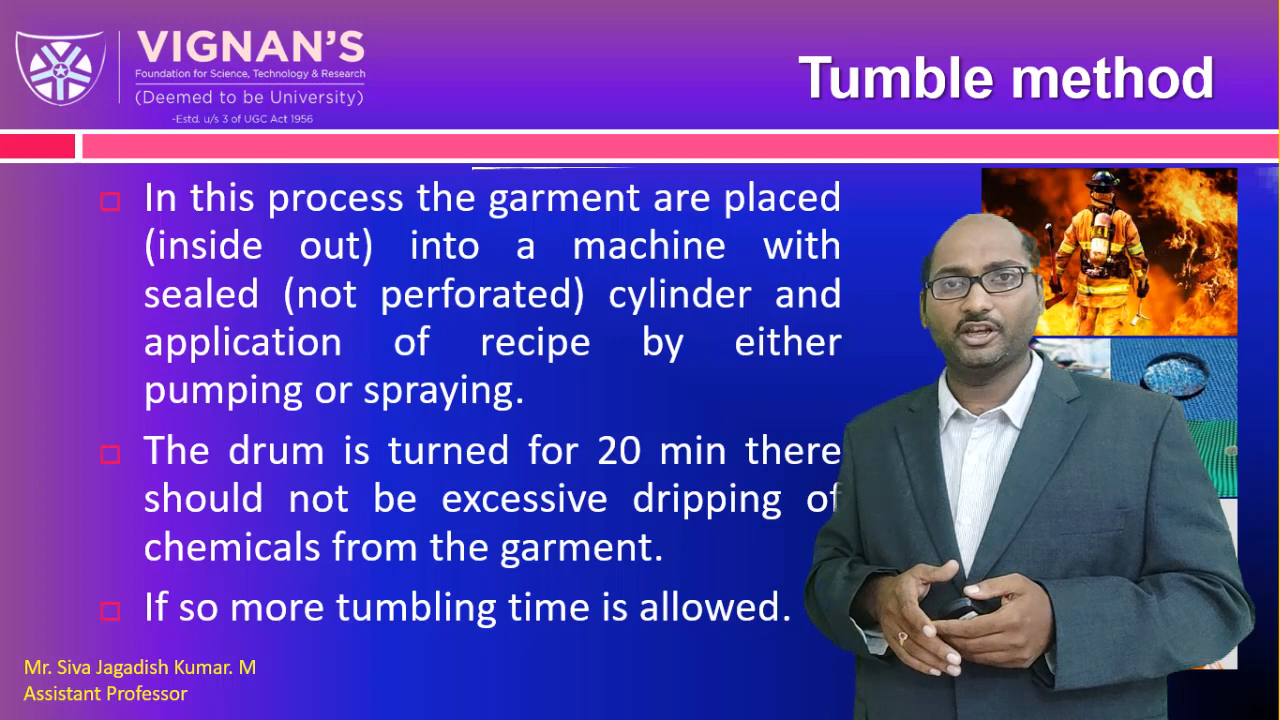 VIGNAN'S
Foundation for Science, Technology & Research
(Deemed to be University)
-Estd. u/s 3 of UGC Act 1956
Tumble method
In this process the garment are placed
(inside out) into a machine with
sealed (not perforated) cylinder and
application of recipe by either
pumping or spraying.
The drum is turned for 20 min there
should not be excessive dripping of
chemicals from the garment.
If so more tumbling time is allowed.
Mr. Siva Jagadish Kumar. M
Assistant Professor